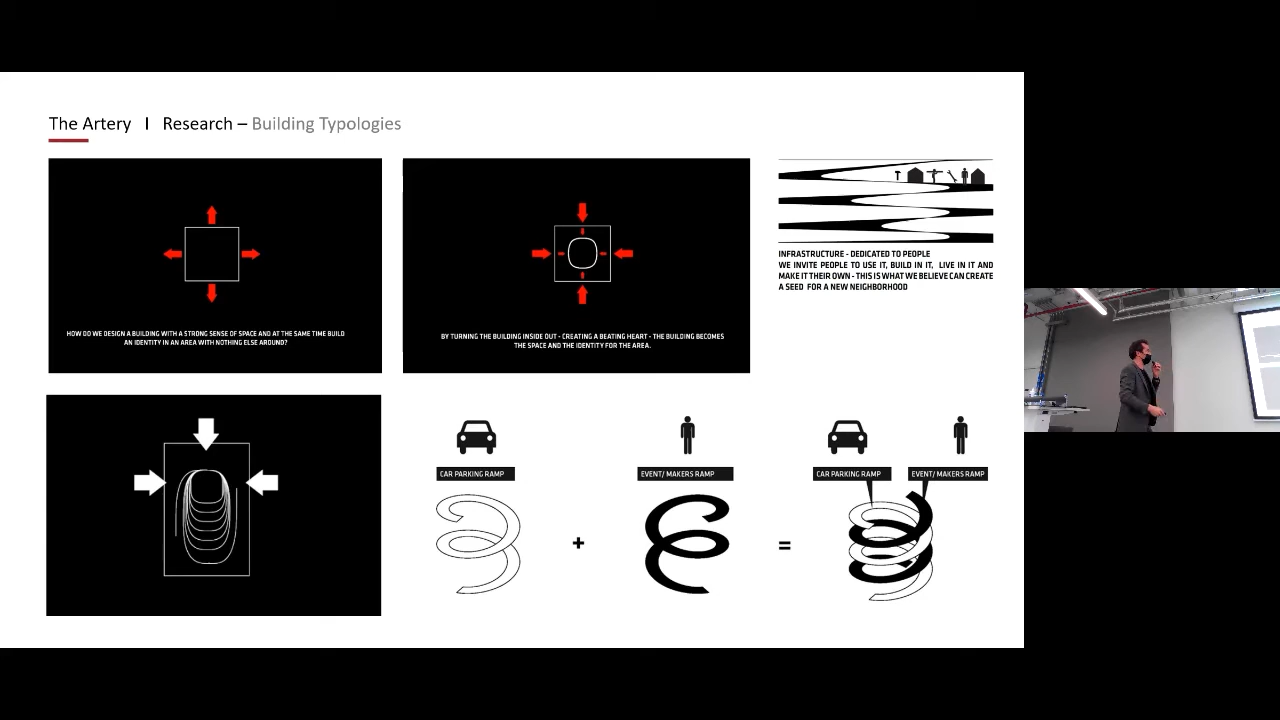 The Artery I Research – Building Typologies
HOW DO WE DESIGN A BUILDING WITH A STRONG SENSE OF SPACE AND AT THE SAME TIME BUILD
AN IDENTITY IN AN AREA WITH NOTHING ELSE AROUND?
BY TURNING THE BUILDING INSIDE OUT - CREATING A BEATING HEART - THE BUILDING BECOMES
THE SPACE AND THE IDENTITY FOR THE AREA.
INFRASTRUCTURE - DEDICATED TO PEOPLE
WE INVITE PEOPLE TO USE IT, BUILD IN IT, LIVE IN IT AND
MAKE IT THEIR OWN - THIS IS WHAT WE BELIEVE CAN CREATE
A SEED FOR A NEW NEIGHBORHOOD
CAR PARKING RAMP
EVENT/ MAKERS RAMP
CAR PARKING RAMP
EVENT/ MAKERS RAMP
+
=